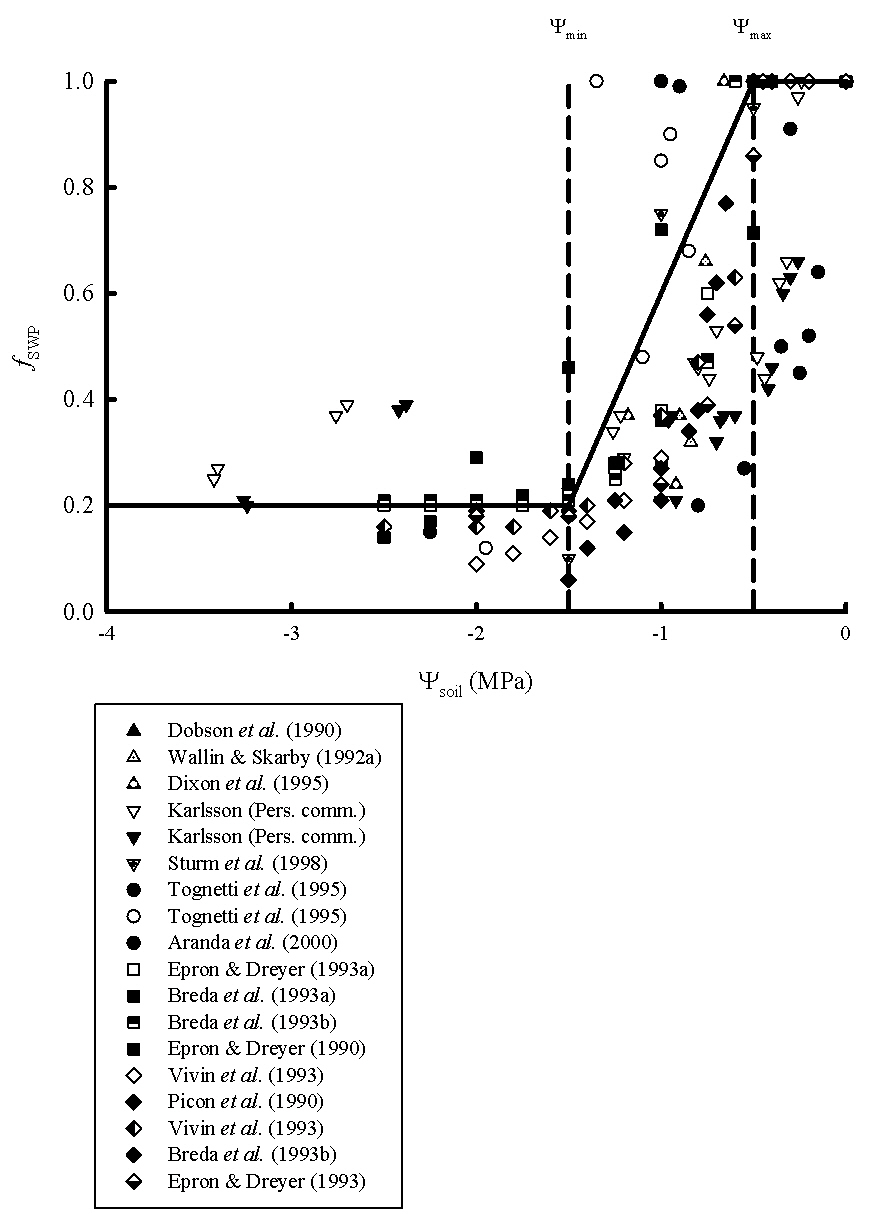 Ψmin Ψmax
1.0
0.8
0.6
fSWP
0.4
0.2
0.0
-4 -3 -2 -1 0
Ψsoil (MPa)
Dobson et al. (1990)
Wallin & Skarby (1992a)
Dixon et al. (1995)
Karlsson (Pers. comm.)
Karlsson (Pers. comm.)
Sturm et al. (1998)
Tognetti et al. (1995)
Tognetti et al. (1995)
Aranda et al. (2000)
Epron & Dreyer (1993a)
Breda et al. (1993a)
Breda et al. (1993b)
Epron & Dreyer (1990)
Vivin et al. (1993)
Picon et al. (1990)
Vivin et al. (1993)
Breda et al. (1993b)
Epron & Dreyer (1993)